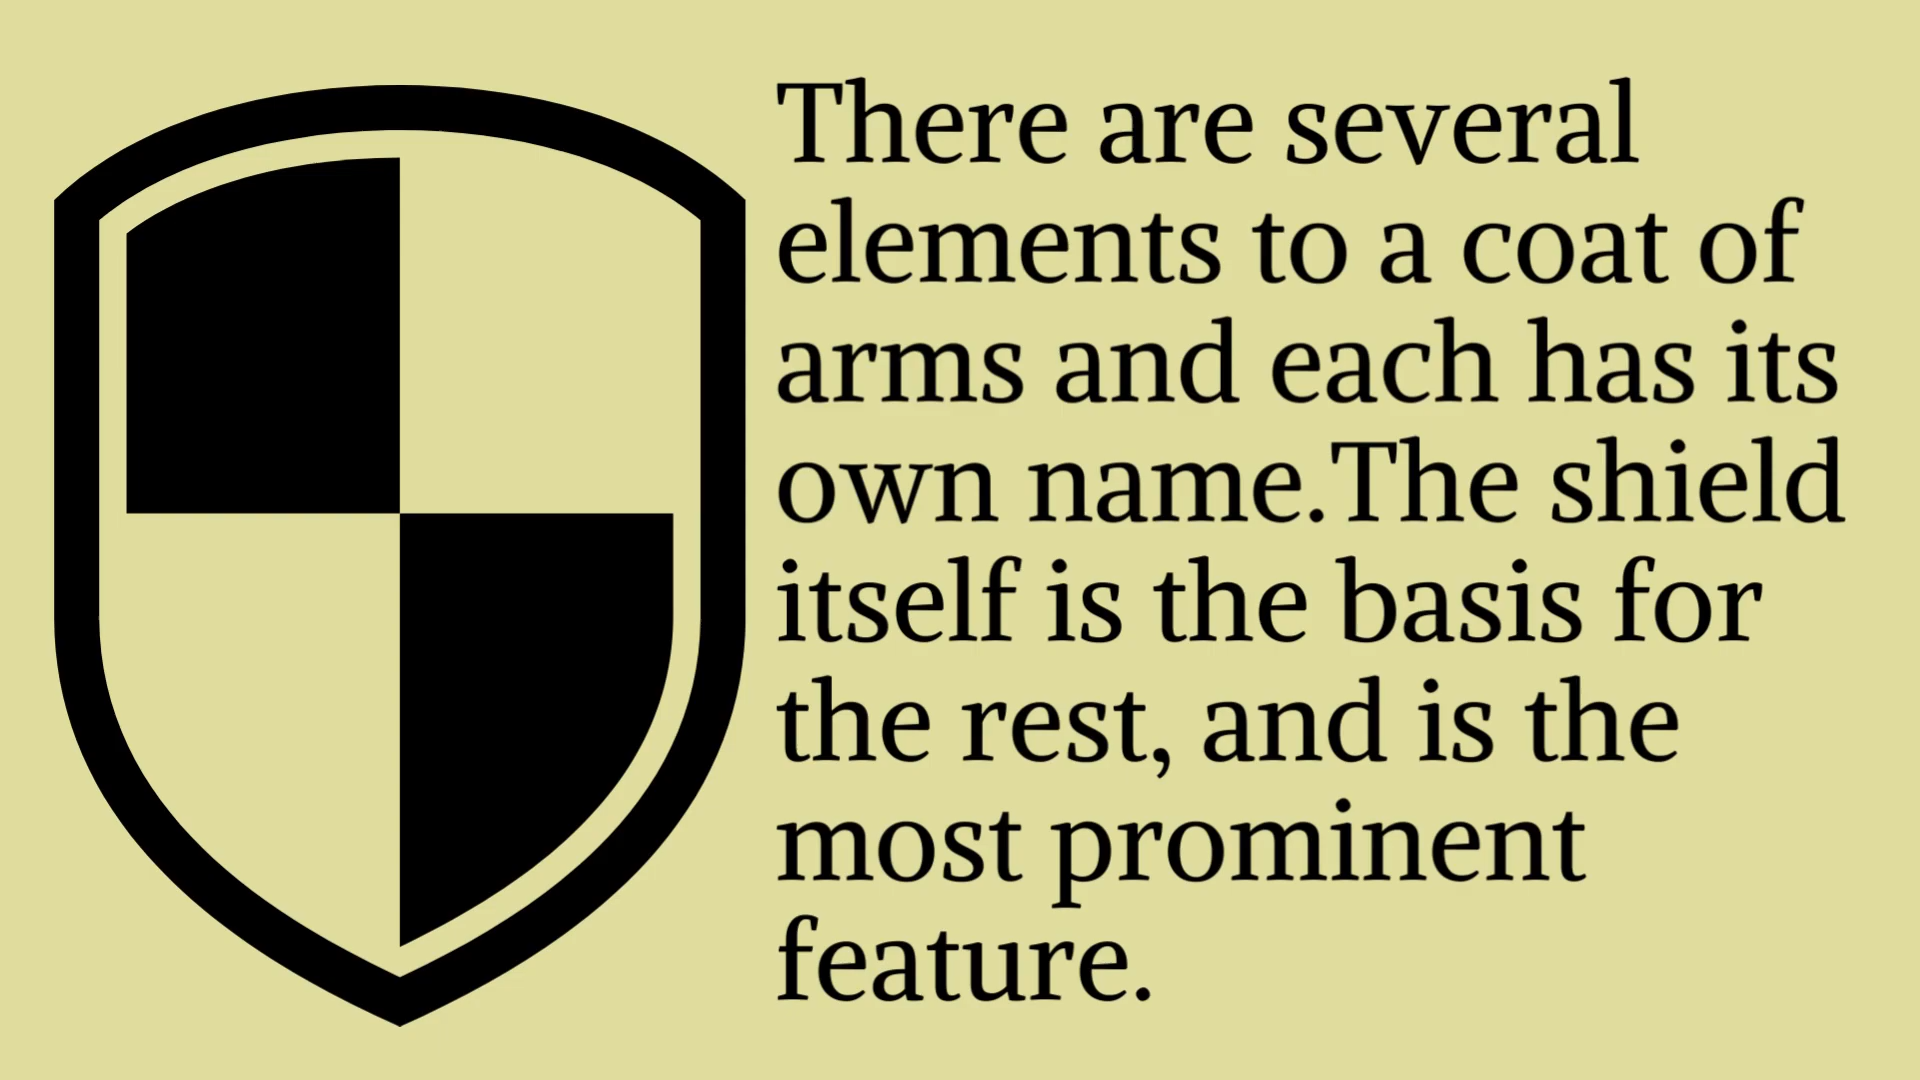 There are several
elements to a coat of
arms and each has its
own name.The shield
itself is the basis for
the rest, and is the
most prominent
feature.